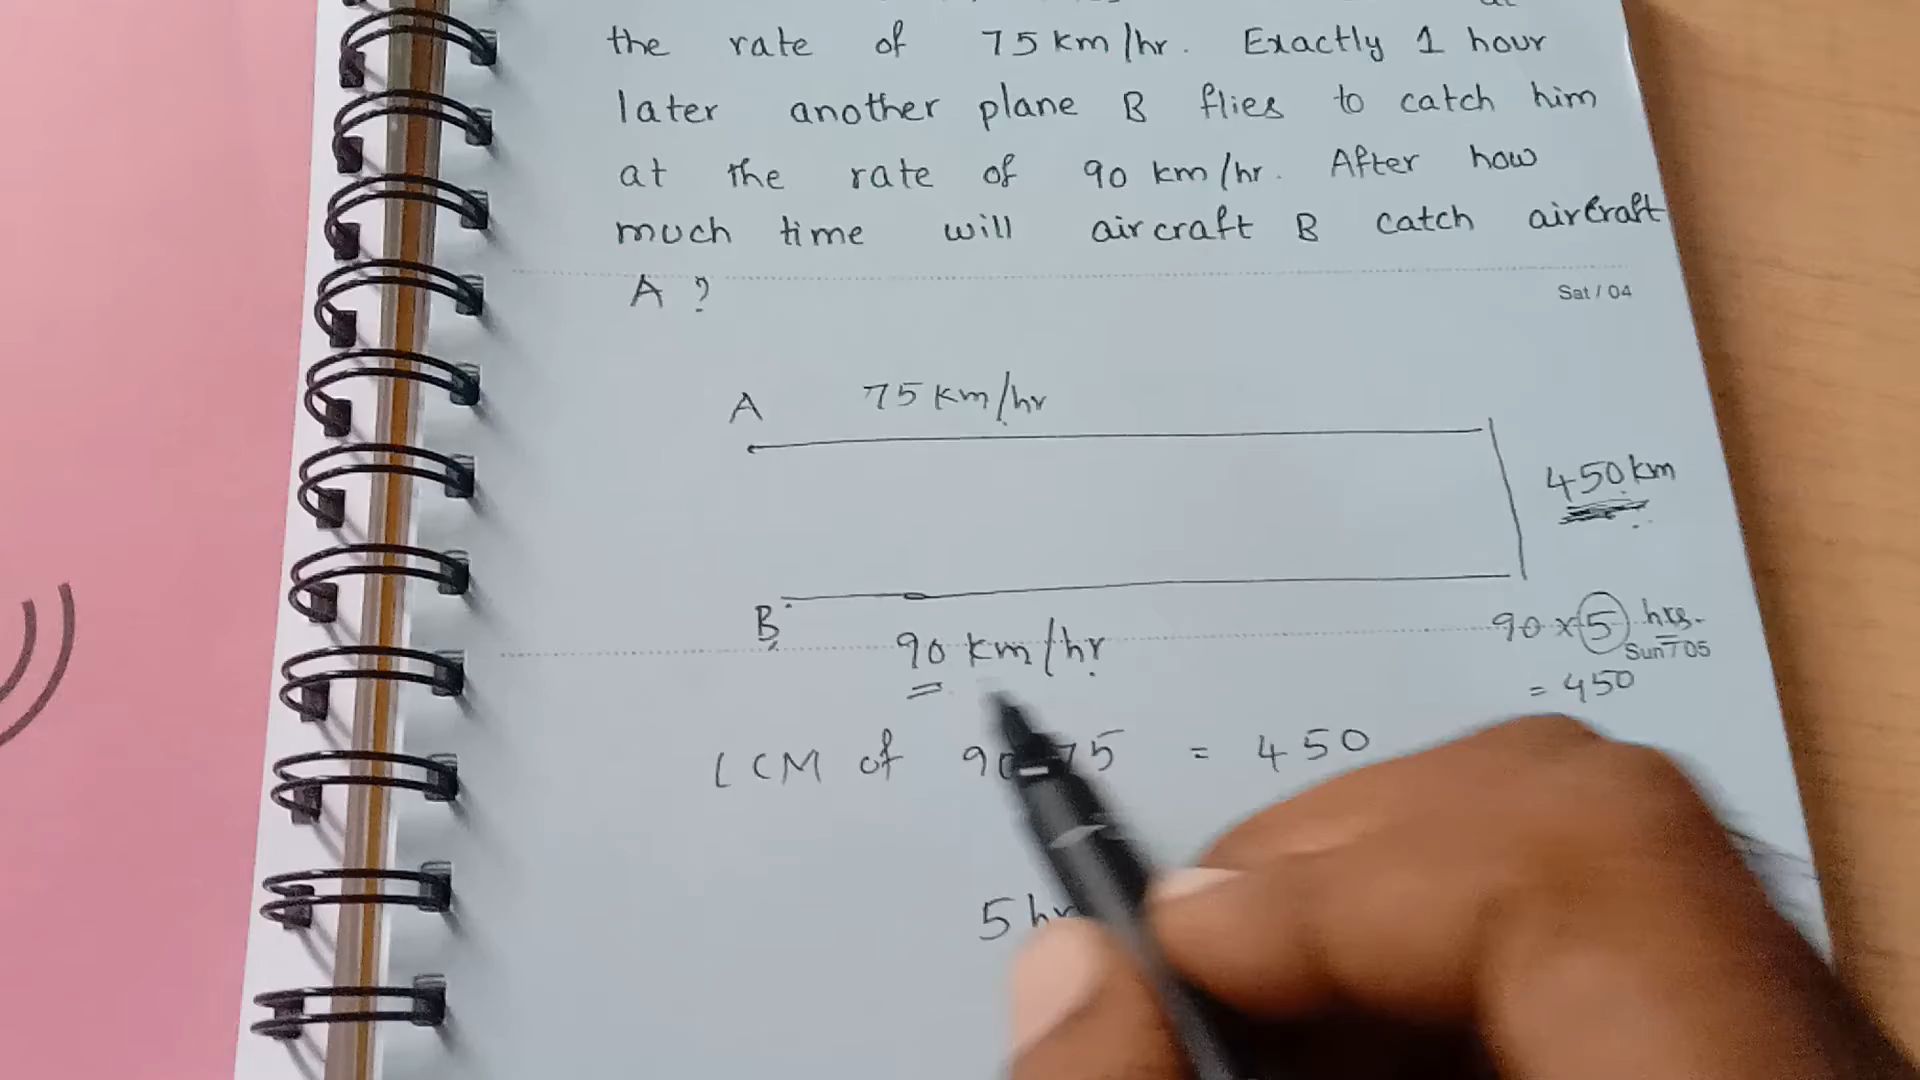 the rate of 75 km/hr. Exactly 1 hour
later another plane B flies to catch him
at the rate of 90 km/hr. After how
much time will aircraft B catch aircraft
A ?
Sat / 04
A 75 km/hr
450 km
B
90 km/hr
90 x 5 hrs.
Sun / 05
= 450
LCM of 90 75 = 450
5 hr